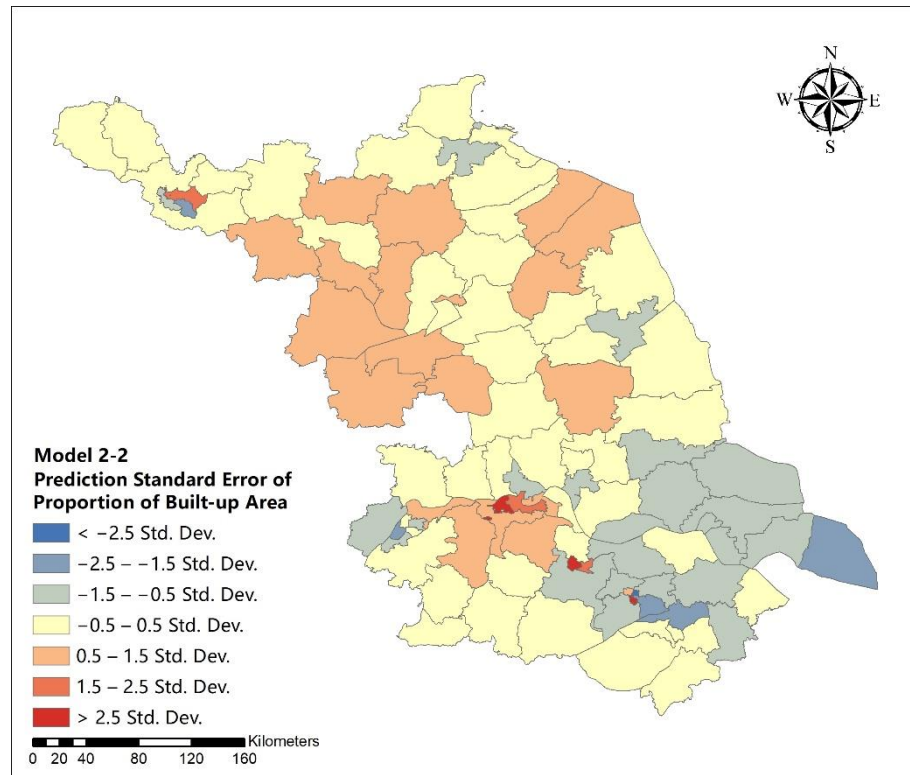 N
W E
S
Model 2-2
Prediction Standard Error of
Proportion of Built-up Area
< −2.5 Std. Dev.
−2.5 – −1.5 Std. Dev.
−1.5 – −0.5 Std. Dev.
−0.5 – 0.5 Std. Dev.
0.5 – 1.5 Std. Dev.
1.5 – 2.5 Std. Dev.
> 2.5 Std. Dev.
Kilometers
0 20 40 80 120 160